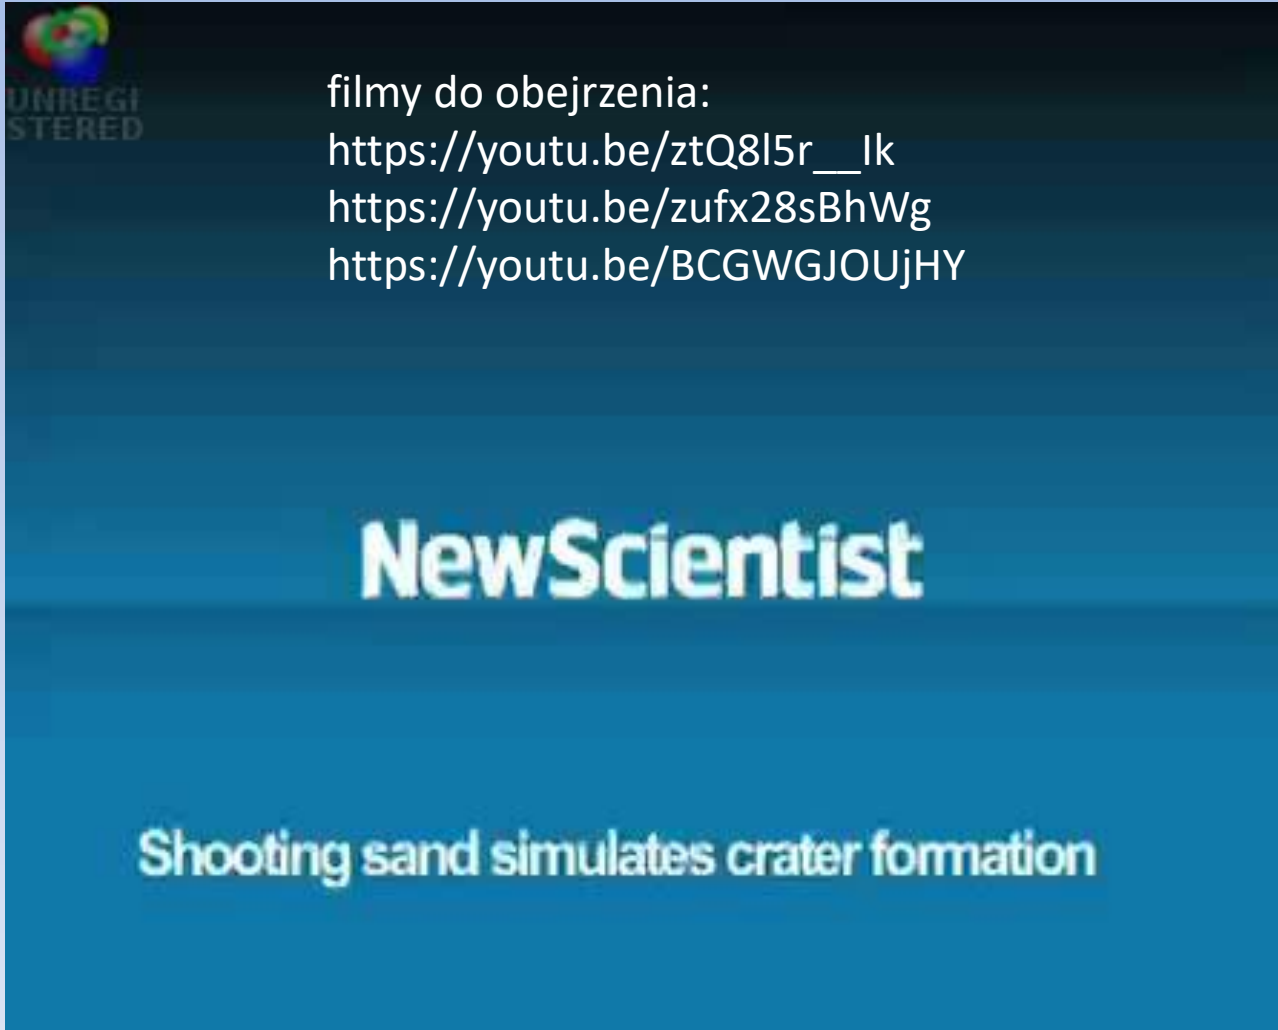 UNREGI
STERED
filmy do obejrzenia:
https://youtu.be/ztQ8l5r__Ik
https://youtu.be/zufx28sBhWg
https://youtu.be/BCGWGJOUjHY
NewScientist
Shooting sand simulates crater formation